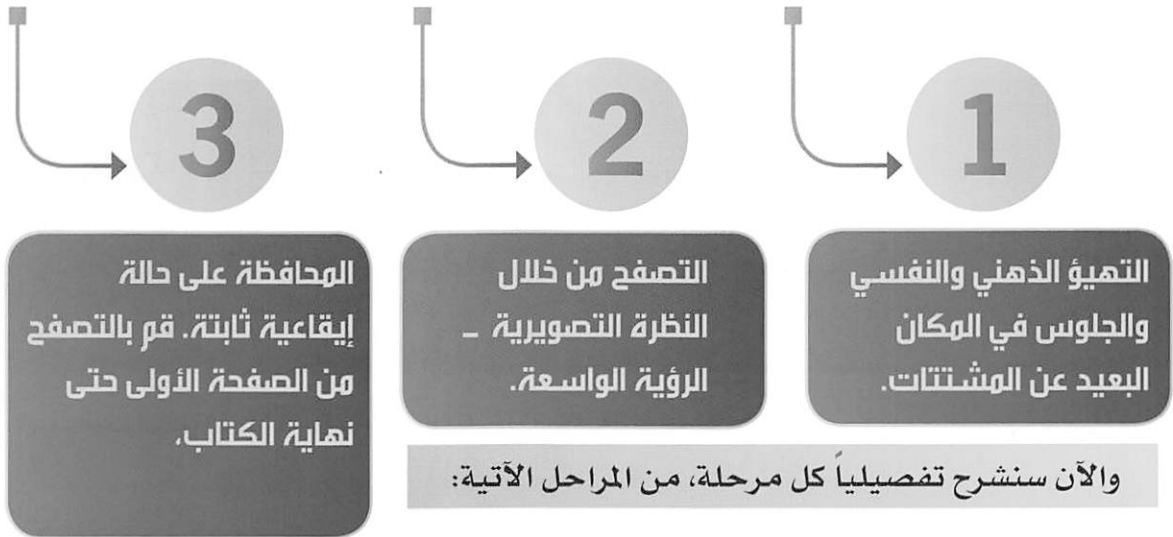 1
التهيؤ الذهني والنفسي
والجلوس في المكان
البعيد عن المشتتات.
2
التصفح من خلال
النظرة التصويرية -
الرؤية الواسعة.
3
المحافظة على حالة
إيقاعية ثابتة. قم بالتصفح
من الصفحة الأولى حتى
نهاية الكتاب.
والآن سنشرح تفصيلياً كل مرحلة، من المراحل الآتية: